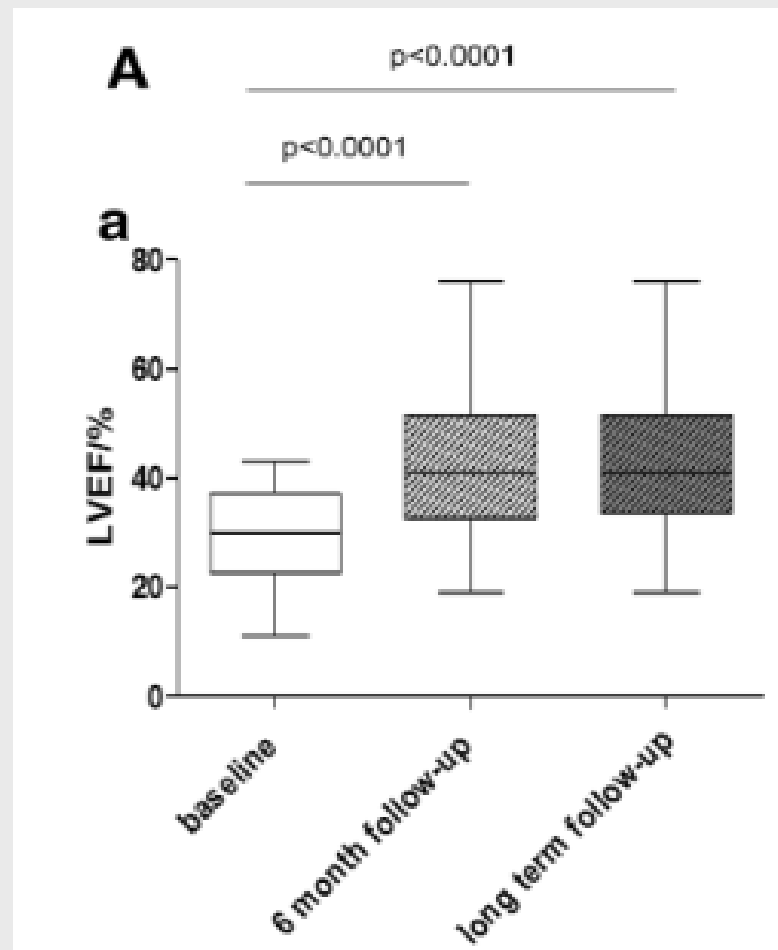 A
p<0.0001
p<0.0001
a
80
60
40
20
0
LVEF/%
baseline
6 month follow-up
long term follow-up